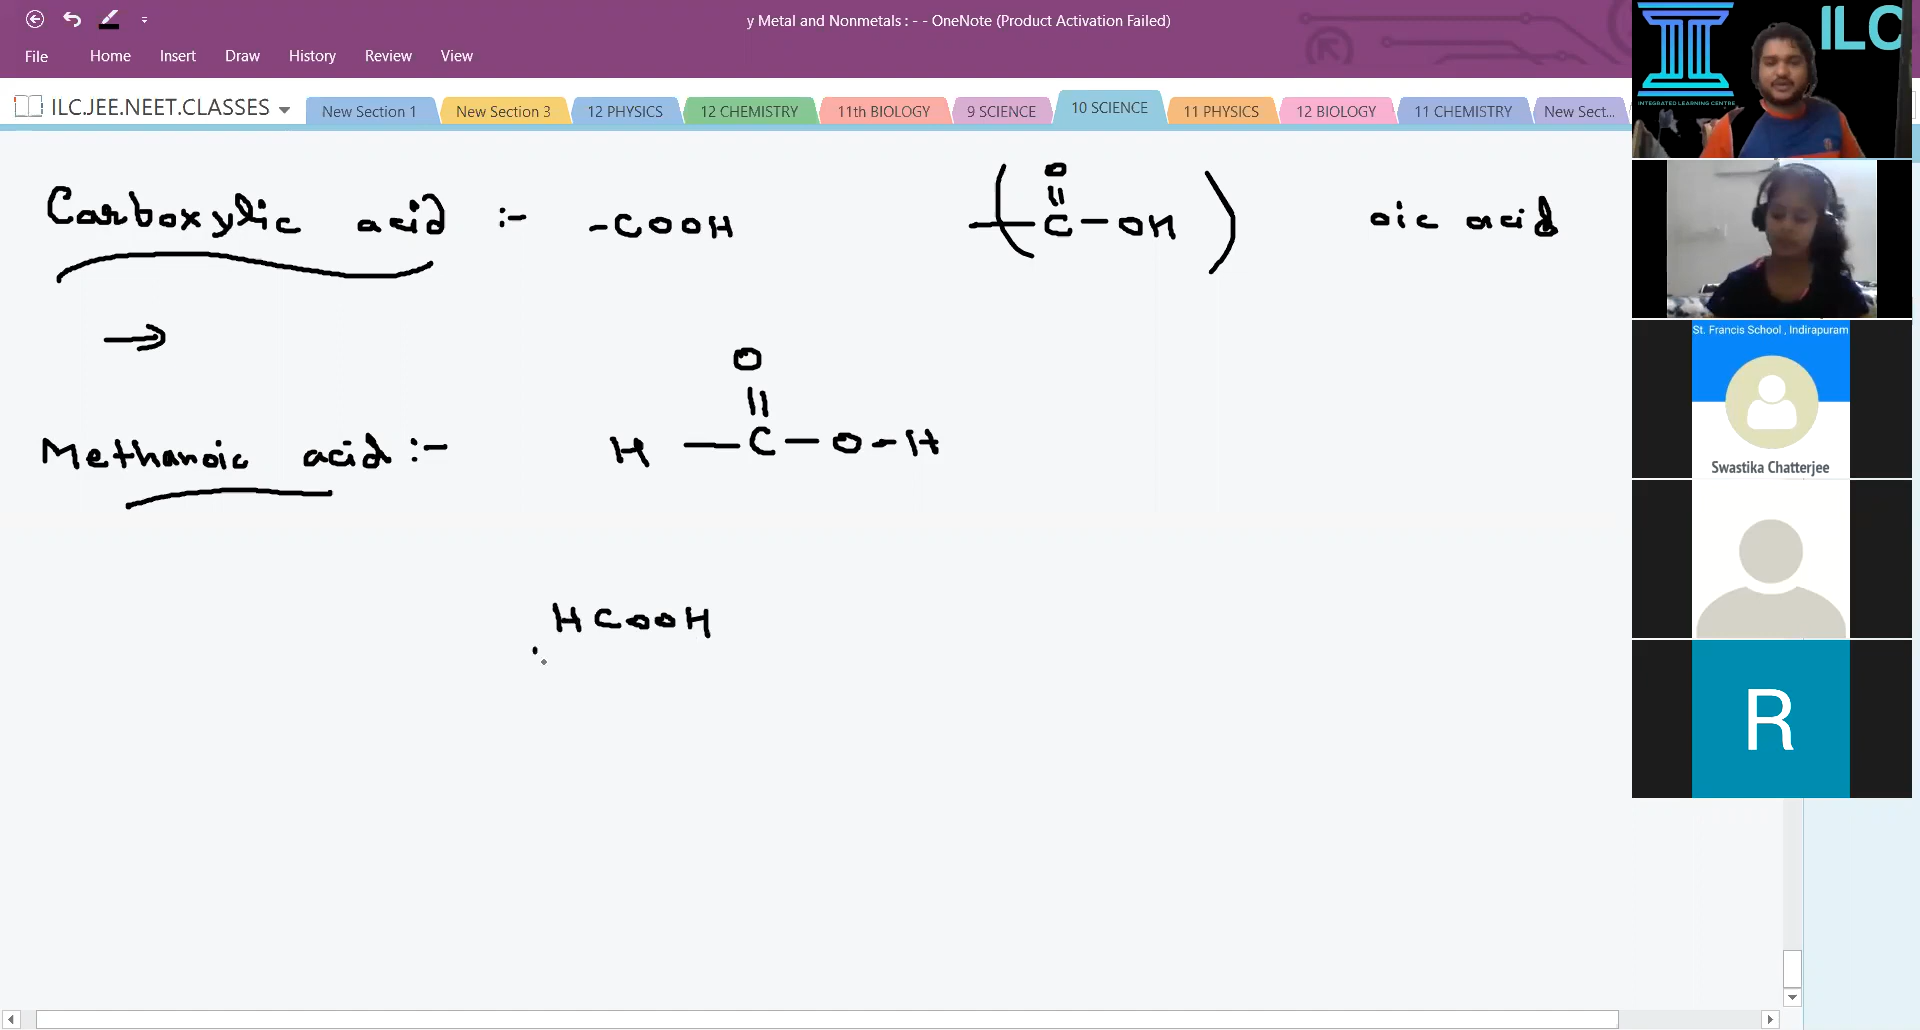 y Metal and Nonmetals : - - OneNote (Product Activation Failed)
File Home Insert Draw History Review View
ILC.JEE.NEET.CLASSES New Section 1 New Section 3 12 PHYSICS 12 CHEMISTRY 11th BIOLOGY 9 SCIENCE 10 SCIENCE 11 PHYSICS 12 BIOLOGY 11 CHEMISTRY New Sect...
ILC
INTEGRATED LEARNING CENTRE
Carboxylic acid :- -COOH
O
||
( -C-OH )
oic acid
→
O
||
Methanoic acid :- H -C-O-H
HCOOH
St. Francis School , Indirapuram
Swastika Chatterjee
R